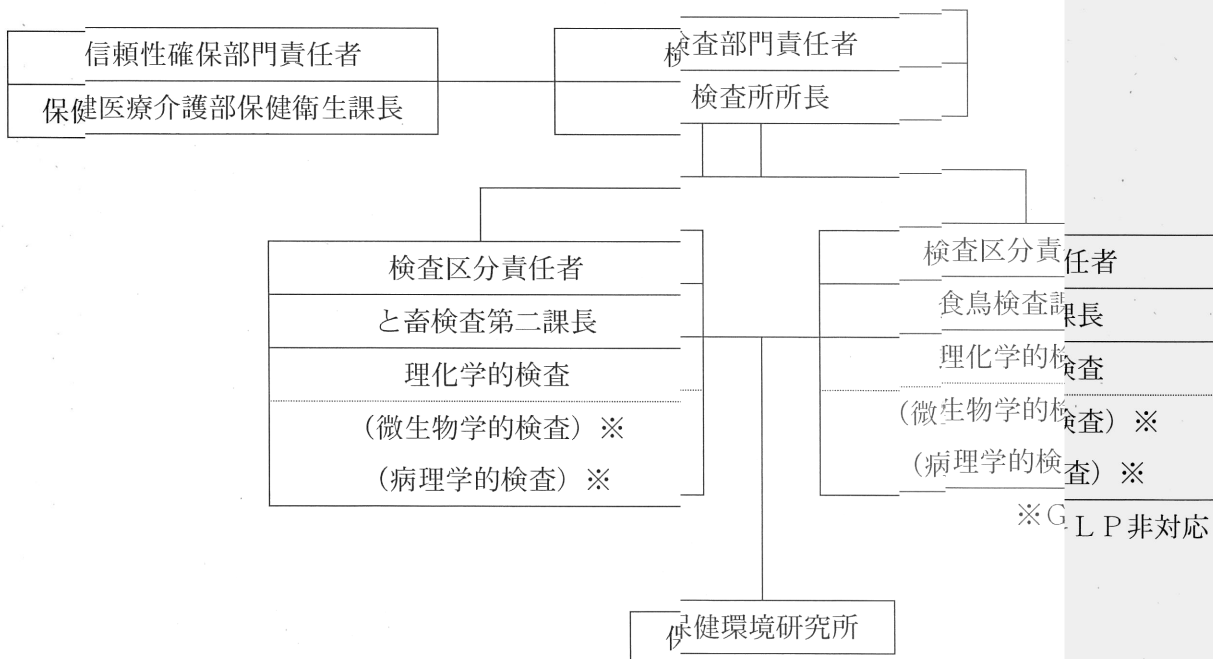 信頼性確保部門責任者
保健医療介護部保健衛生課長
検査部門責任者
検査所所長
検査区分責任者
と畜検査第二課長
理化学的検査
(微生物学的検査)※
(病理学的検査)※
検査区分責任者
食鳥検査課長
理化学的検査
(微生物学的検査)※
(病理学的検査)※
※GLP非対応
保健環境研究所